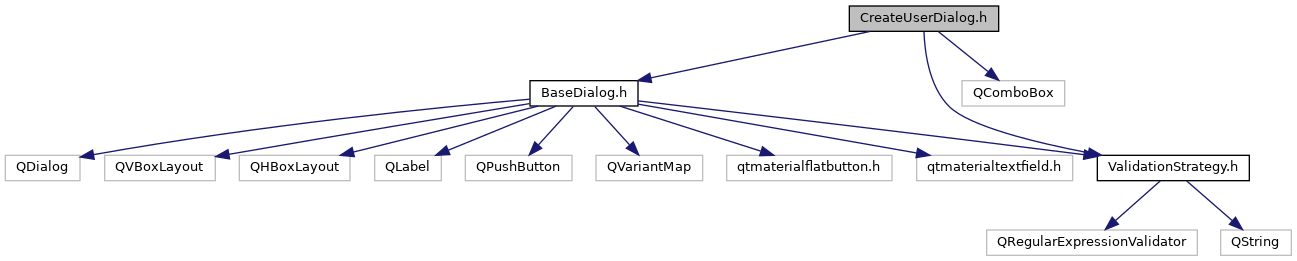 CreateUserDialog.h
BaseDialog.h
QComboBox
QDialog
QVBoxLayout
QHBoxLayout
QLabel
QPushButton
QVariantMap
qtmaterialflatbutton.h
qtmaterialtextfield.h
ValidationStrategy.h
QRegularExpressionValidator
QString